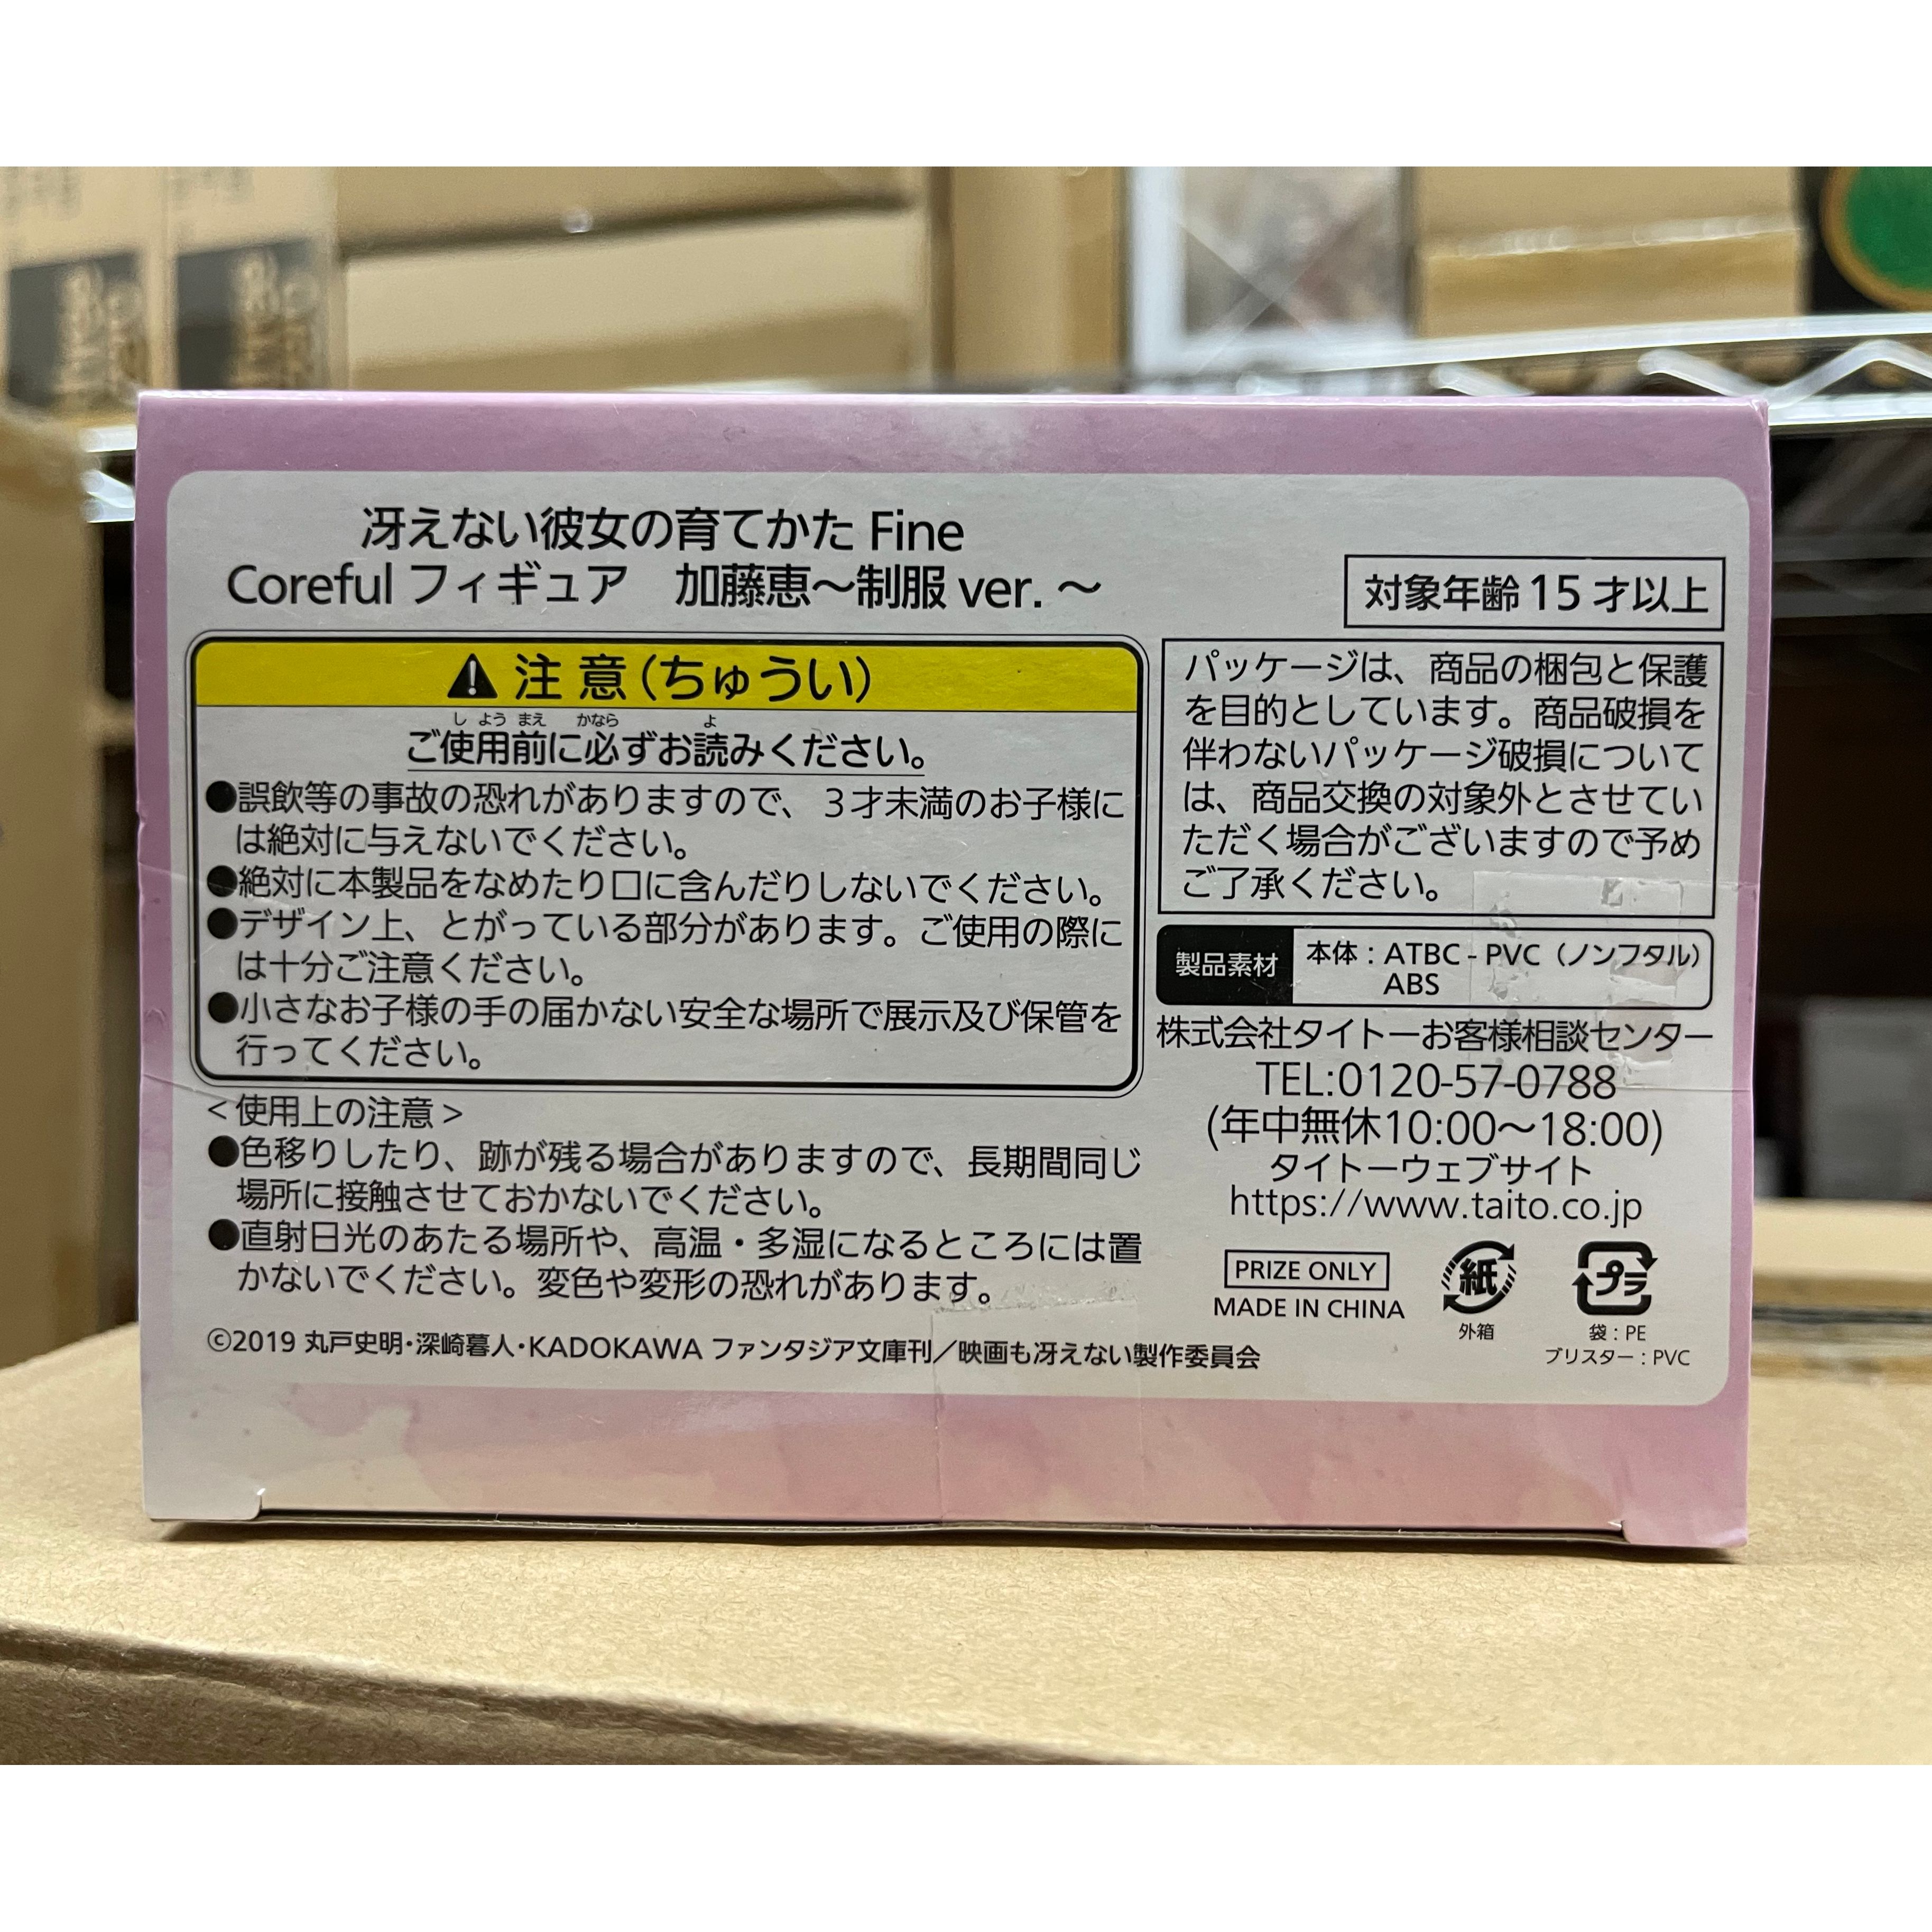 冴えない彼女の育てかた Fine
Coreful フィギュア　加藤恵～制服 ver. ～
対象年齢 15 才以上
⚠ 注 意（ちゅうい）
し よう まえ かなら よ
ご使用前に必ずお読みください。
●誤飲等の事故の恐れがありますので、３才未満のお子様に
は絶対に与えないでください。
●絶対に本製品をなめたり口に含んだりしないでください。
●デザイン上、とがっている部分があります。ご使用の際に
は十分ご注意ください。
●小さなお子様の手の届かない安全な場所で展示及び保管を
行ってください。
＜使用上の注意＞
●色移りしたり、跡が残る場合がありますので、長期間同じ
場所に接触させておかないでください。
●直射日光のあたる場所や、高温・多湿になるところには置
かないでください。変色や変形の恐れがあります。
パッケージは、商品の梱包と保護
を目的としています。商品破損を
伴わないパッケージ破損について
は、商品交換の対象外とさせてい
ただく場合がございますので予め
ご了承ください。
製品素材 本体：ATBC - PVC（ノンフタル）
ABS
株式会社タイトーお客様相談センター
TEL:0120-57-0788
(年中無休10:00～18:00)
タイトーウェブサイト
https://www.taito.co.jp
PRIZE ONLY
MADE IN CHINA
紙
外箱
プラ
袋：PE
ブリスター：PVC
©2019 丸戸史明・深崎暮人・KADOKAWA ファンタジア文庫刊／映画も冴えない製作委員会